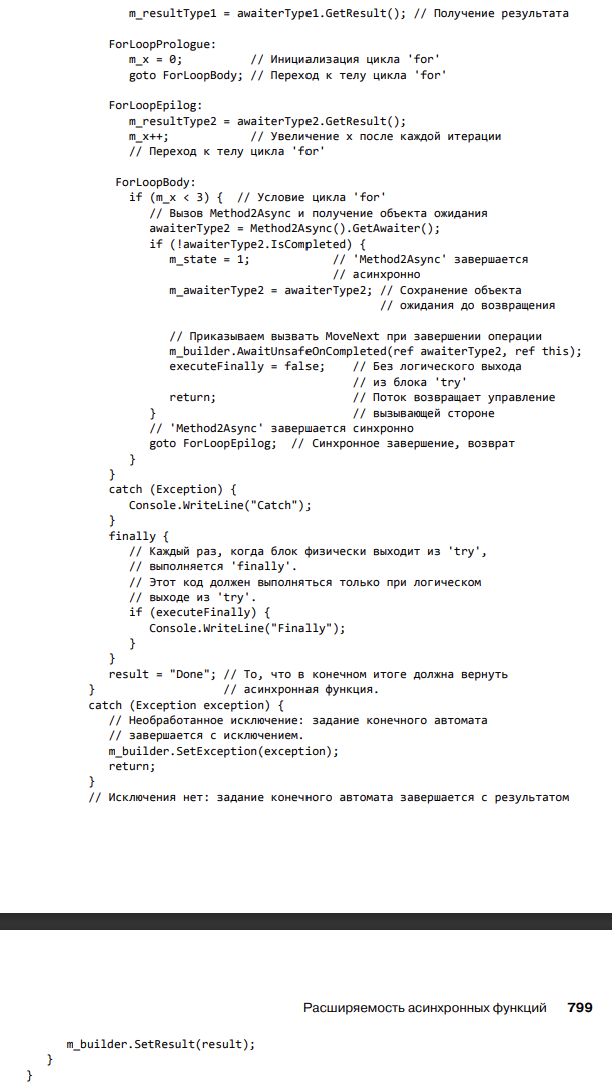 m_resultType1 = awaiterType1.GetResult(); // Получение результата
ForLoopPrologue:
m_x = 0; // Инициализация цикла 'for'
goto ForLoopBody; // Переход к телу цикла 'for'
ForLoopEpilog:
m_resultType2 = awaiterType2.GetResult();
m_x++; // Увеличение x после каждой итерации
// Переход к телу цикла 'for'
ForLoopBody:
if (m_x < 3) { // Условие цикла 'for'
// Вызов Method2Async и получение объекта ожидания
awaiterType2 = Method2Async().GetAwaiter();
if (!awaiterType2.IsCompleted) {
m_state = 1; // 'Method2Async' завершается
// асинхронно
m_awaiterType2 = awaiterType2; // Сохранение объекта
// ожидания до возвращения
// Приказываем вызвать MoveNext при завершении операции
m_builder.AwaitUnsafeOnCompleted(ref awaiterType2, ref this);
executeFinally = false; // Без логического выхода
// из блока 'try'
return; // Поток возвращает управление
} // вызывающей стороне
// 'Method2Async' завершается синхронно
goto ForLoopEpilog; // Синхронное завершение, возврат
}
}
catch (Exception) {
Console.WriteLine("Catch");
}
finally {
// Каждый раз, когда блок физически выходит из 'try',
// выполняется 'finally'.
// Этот код должен выполняться только при логическом
// выходе из 'try'.
if (executeFinally) {
Console.WriteLine("Finally");
}
}
result = "Done"; // То, что в конечном итоге должна вернуть
} // асинхронная функция.
catch (Exception exception) {
// Необработанное исключение: задание конечного автомата
// завершается с исключением.
m_builder.SetException(exception);
return;
}
// Исключения нет: задание конечного автомата завершается с результатом
Расширяемость асинхронных функций 799
m_builder.SetResult(result);
}
}